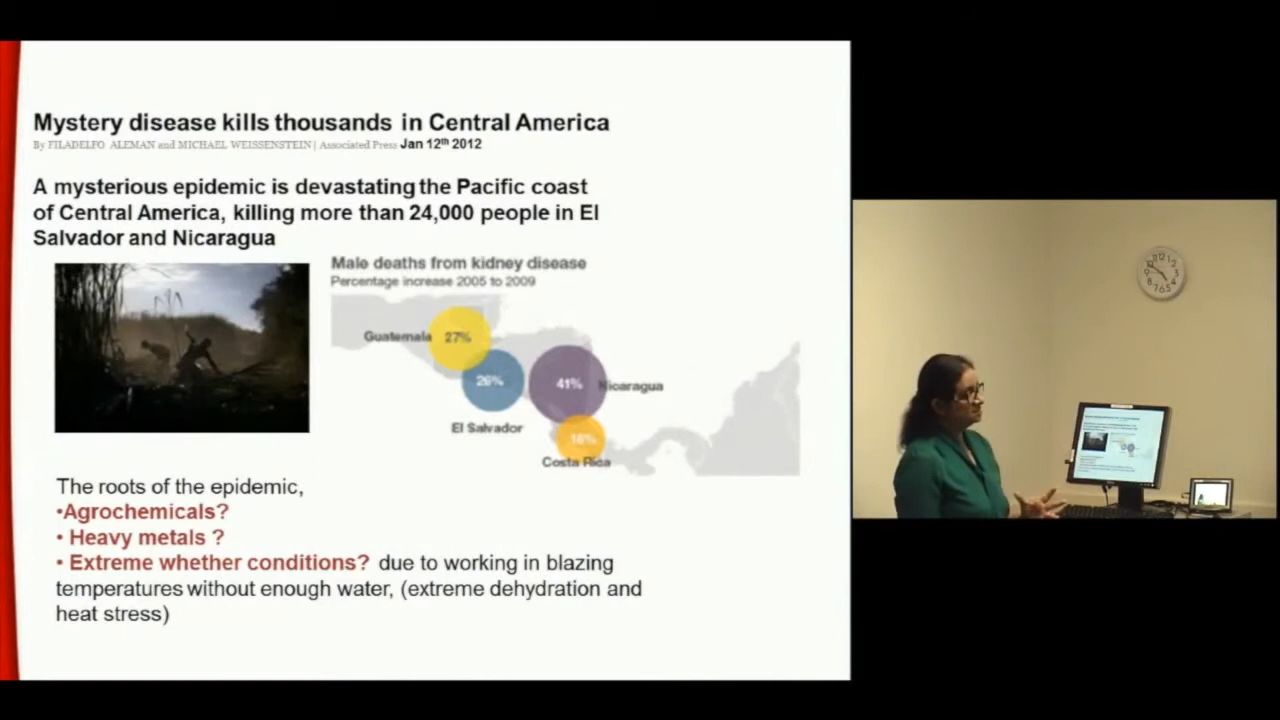 Mystery disease kills thousands in Central America
By FILADELFO ALEMAN and MICHAEL WEISSENSTEIN | Associated Press Jan 12th 2012
A mysterious epidemic is devastating the Pacific coast
of Central America, killing more than 24,000 people in El
Salvador and Nicaragua
Male deaths from kidney disease
Percentage increase 2005 to 2009
Guatemala 27%
26%
41% Nicaragua
El Salvador
16%
Costa Rica
The roots of the epidemic,
•Agrochemicals?
• Heavy metals ?
• Extreme whether conditions? due to working in blazing
temperatures without enough water, (extreme dehydration and
heat stress)